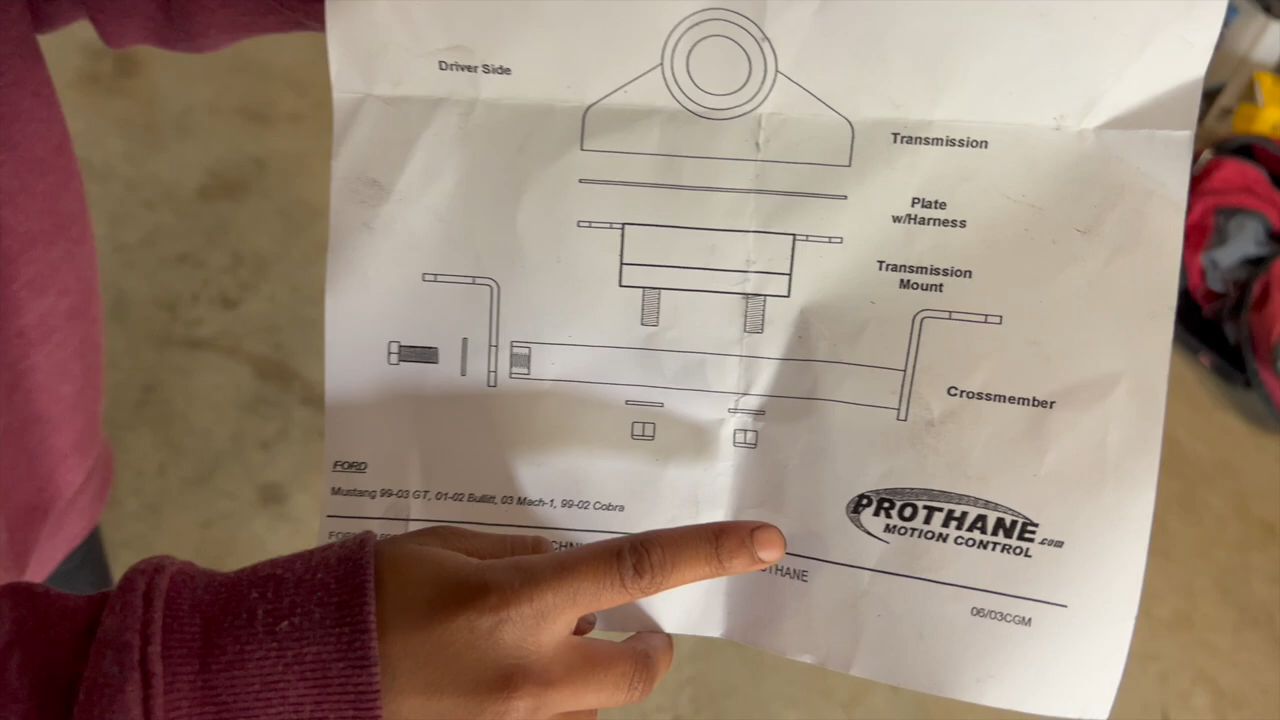 Driver Side
Transmission
Plate
w/Harness
Transmission
Mount
Crossmember
FORD
Mustang 99-03 GT, 01-02 Bullitt, 03 Mach-1, 99-02 Cobra
PROTHANE
MOTION CONTROL .com
06/03CGM